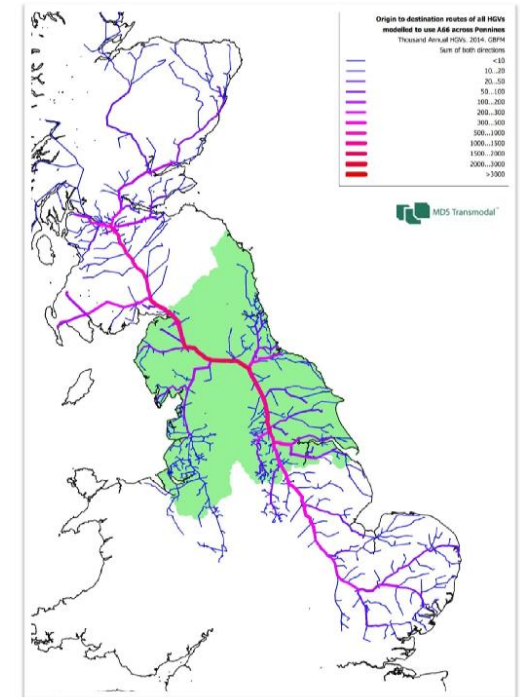 Origin to destination routes of all HGVs
modelled to use A66 across Pennines
Thousand Annual HGVs. 2014. GBFM
Sum of both directions
<10
10...20
20...50
50...100
100...200
200...300
300...500
500...1000
1000...1500
1500...2000
2000...3000
>3000
MDS Transmodal